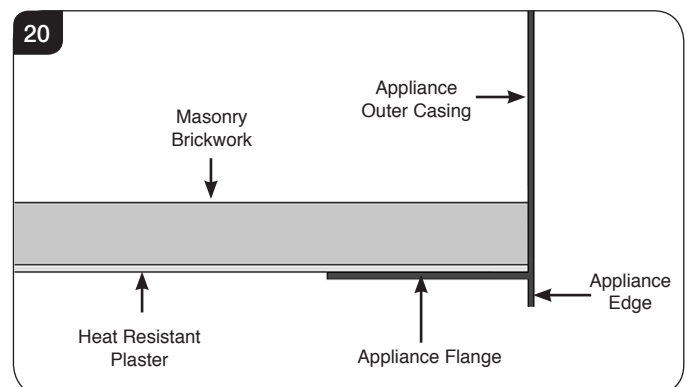 20
Appliance
Outer Casing
Masonry
Brickwork
Appliance
Edge
Heat Resistant
Plaster
Appliance Flange